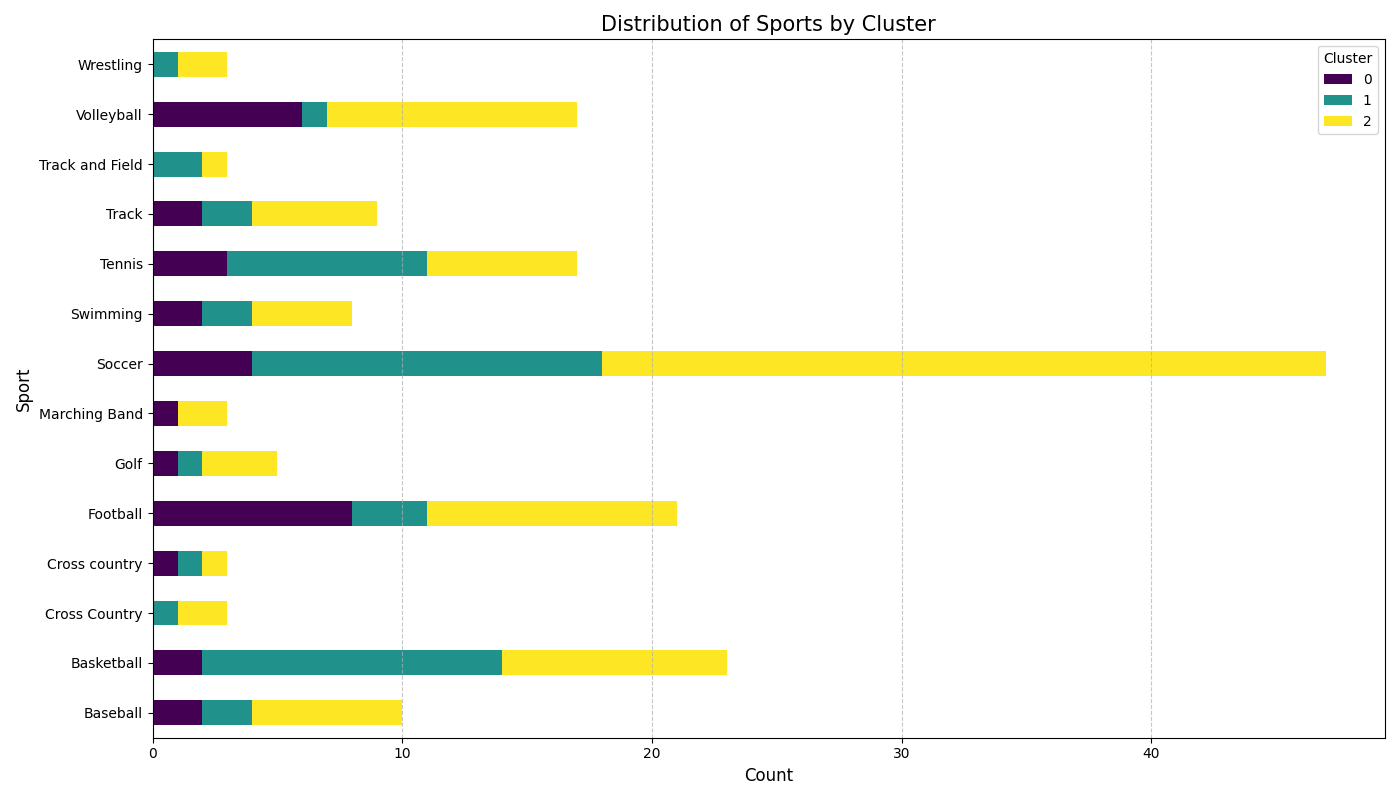 Distribution of Sports by Cluster
Cluster
0
1
2
Wrestling
Volleyball
Track and Field
Track
Tennis
Swimming
Soccer
Marching Band
Golf
Football
Cross country
Cross Country
Basketball
Baseball
Sport
0 10 20 30 40
Count